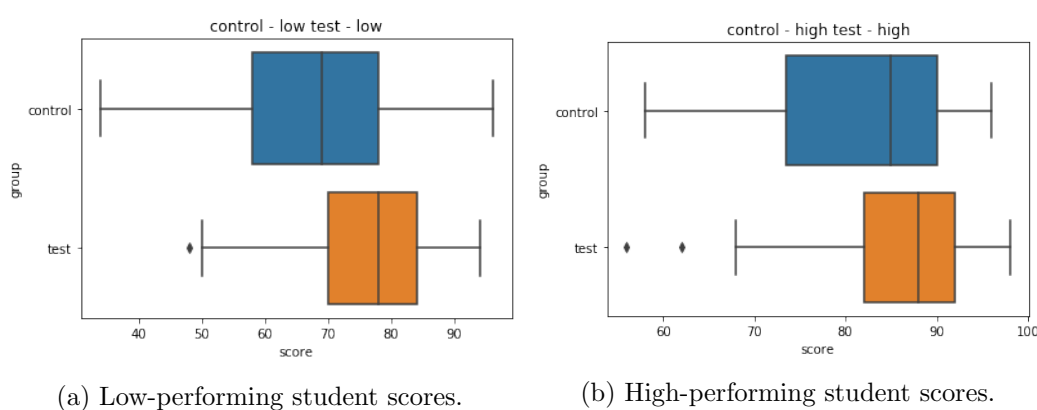 control - low test - low
control
test
group
40 50 60 70 80 90
score
(a) Low-performing student scores.
control - high test - high
control
test
group
60 70 80 90 100
score
(b) High-performing student scores.